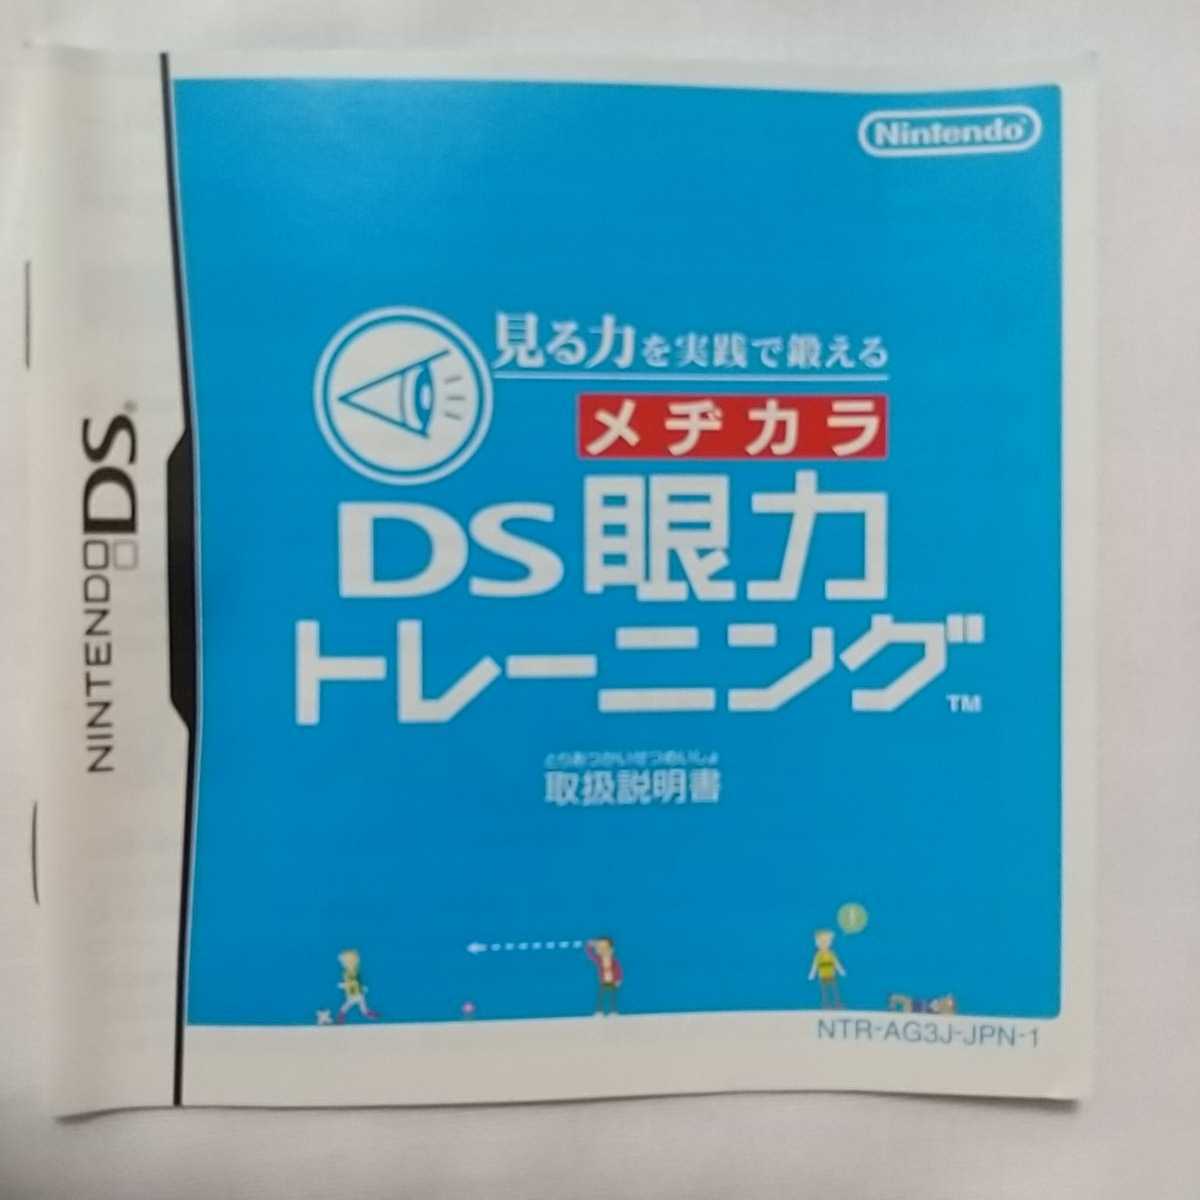 Nintendo
見る力を実践で鍛える
メヂカラ
DS眼力
トレーニング™
とりあつかいせつめいしょ
取扱説明書
NTR-AG3J-JPN-1
NINTENDO DS®